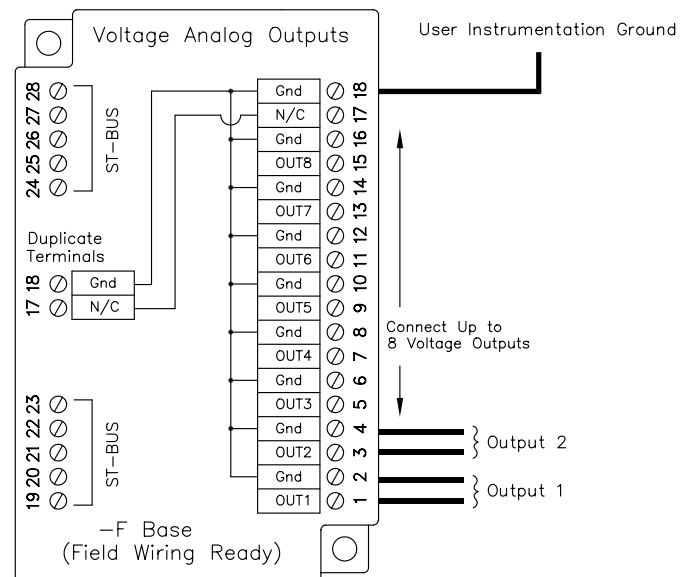 Voltage Analog Outputs
User Instrumentation Ground
28
27
26
25
24
ST-BUS
Duplicate
Terminals
18 Gnd
17 N/C
23
22
21
20
19
ST-BUS
Gnd 18
N/C 17
Gnd 16
OUT8 15
Gnd 14
OUT7 13
Gnd 12
OUT6 11
Gnd 10
OUT5 9
Gnd 8
OUT4 7
Gnd 6
OUT3 5
Gnd 4
OUT2 3
Gnd 2
OUT1 1
Connect Up to
8 Voltage Outputs
Output 2
Output 1
-F Base
(Field Wiring Ready)